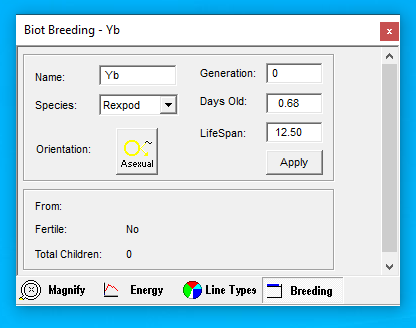 Biot Breeding - Yb
x
Name: Yb Generation: 0
Species: Rexpod Days Old: 0.68
Orientation: Asexual LifeSpan: 12.50
Apply
From:
Fertile: No
Total Children: 0
Magnify Energy Line Types Breeding